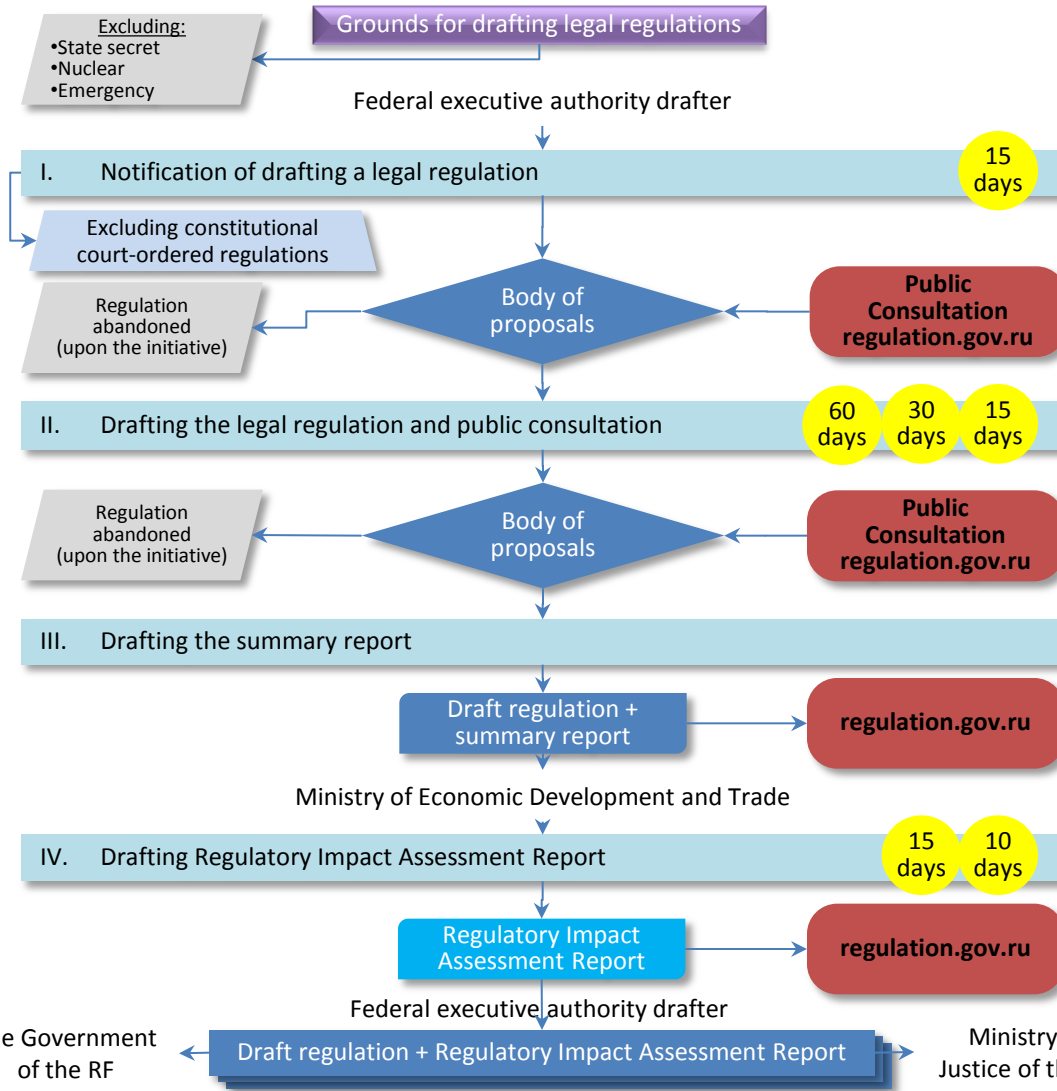 Grounds for drafting legal regulations
Excluding:
•State secret
•Nuclear
•Emergency
Federal executive authority drafter
I. Notification of drafting a legal regulation
15
days
Excluding constitutional
court-ordered regulations
Regulation
abandoned
(upon the initiative)
Body of
proposals
Public
Consultation
regulation.gov.ru
II. Drafting the legal regulation and public consultation
60
days
30
days
15
days
Regulation
abandoned
(upon the initiative)
Body of
proposals
Public
Consultation
regulation.gov.ru
III. Drafting the summary report
Draft regulation +
summary report
regulation.gov.ru
Ministry of Economic Development and Trade
IV. Drafting Regulatory Impact Assessment Report
15
days
10
days
Regulatory Impact
Assessment Report
regulation.gov.ru
Federal executive authority drafter
e Government
of the RF
Draft regulation + Regulatory Impact Assessment Report
Ministry
Justice of th